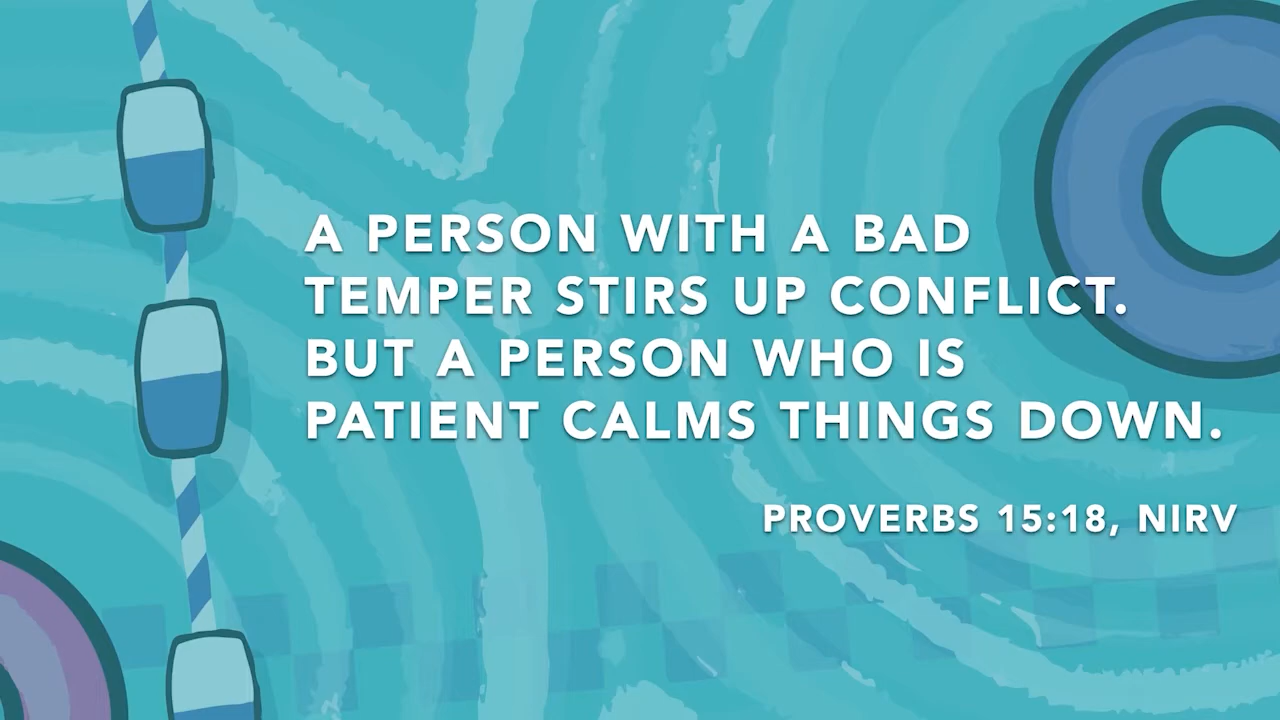 A PERSON WITH A BAD
TEMPER STIRS UP CONFLICT.
BUT A PERSON WHO IS
PATIENT CALMS THINGS DOWN.
PROVERBS 15:18, NIRV